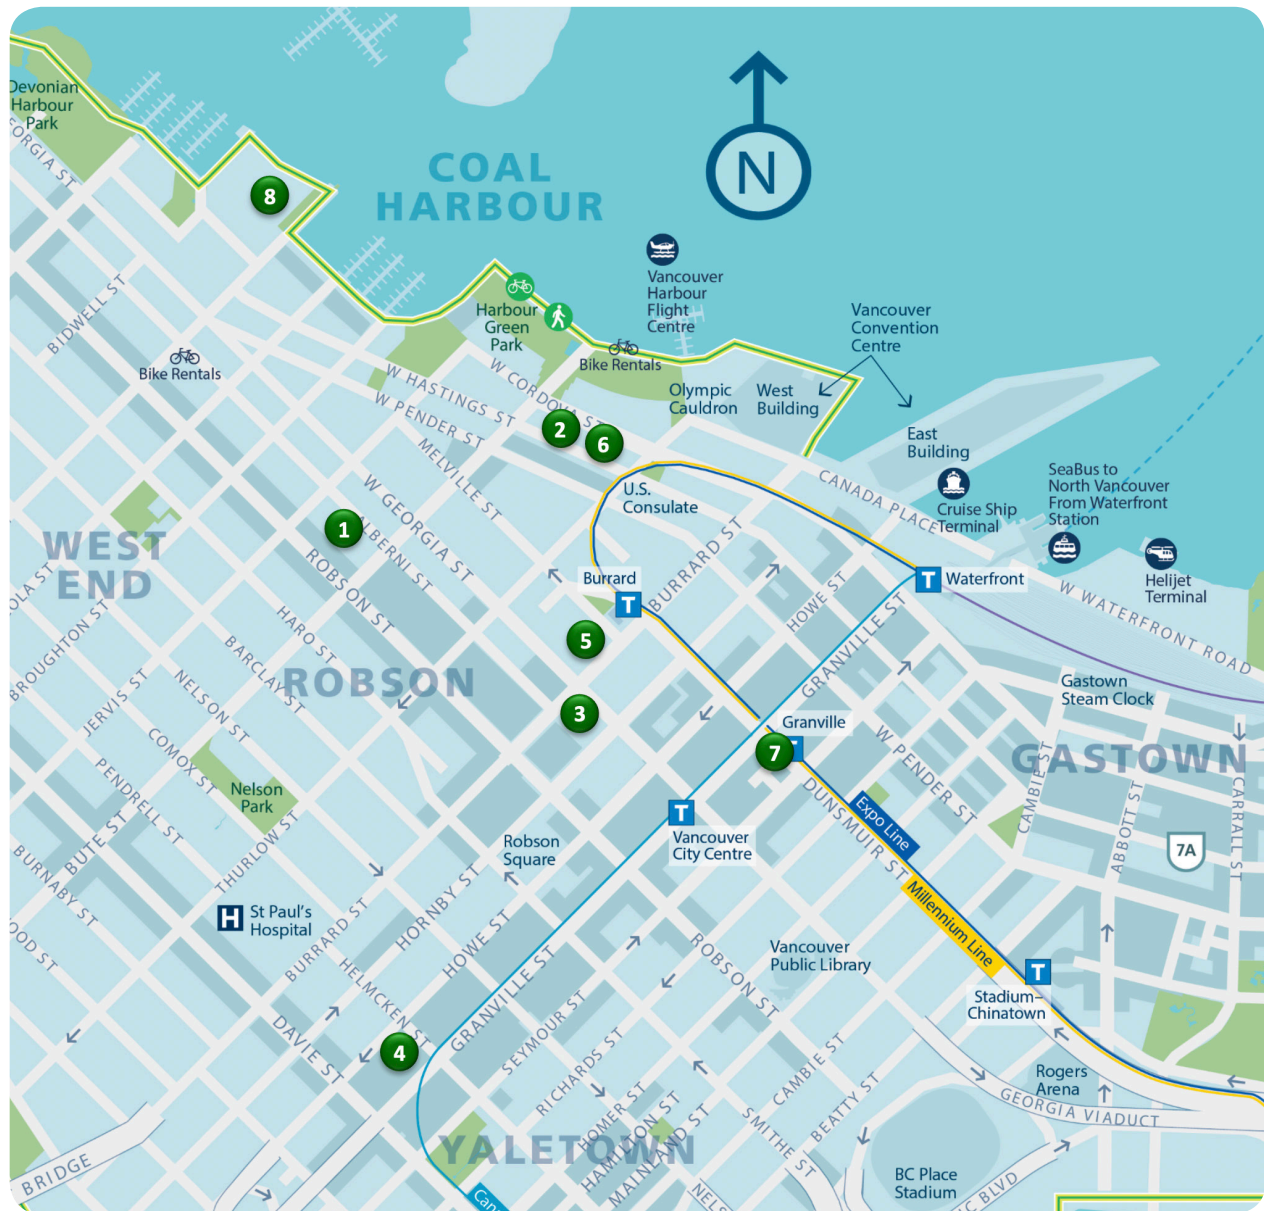 Devonian
Harbour
Park
COAL
HARBOUR
N
8
Vancouver
Harbour
Flight
Centre
Vancouver
Convention
Centre
Harbour
Green
Park
BIDWELL ST
Bike Rentals
Bike Rentals
W HASTINGS ST
W CORDOVA ST
W PENDER ST
Olympic
Cauldron
West
Building
East
Building
2
6
MELVILLE ST
W GEORGIA ST
U.S.
Consulate
CANADA PLACE
Cruise Ship
Terminal
SeaBus to
North Vancouver
From Waterfront
Station
Helijet
Terminal
1
ALBERNI ST
ROBSON ST
WEST
END
Burrard
T
BURRARD ST
HOWE ST
GRANVILLE ST
T
Waterfront
W WATERFRONT ROAD
BROUGHTON ST
HARO ST
BARCLAY ST
NELSON ST
JERVIS ST
COMOX ST
PENDRELL ST
ROBSON
5
3
Granville
7
T
Vancouver
City Centre
W PENDER ST
DUNSMUIR ST
Expo Line
Millennium Line
Gastown
Steam Clock
GASTOWN
CAMBIE ST
ABBOTT ST
CARRALL ST
7A
Nelson
Park
BUTE ST
THURLOW ST
BURNABY ST
Robson
Square
H
St Paul's
Hospital
BURRARD ST
HORNBY ST
HOWE ST
HELMCKEN ST
DAVIE ST
GRANVILLE ST
SEYMOUR ST
RICHARDS ST
ROBSON ST
Vancouver
Public Library
T
Stadium–
Chinatown
4
HOMER ST
HAMILTON ST
MAINLAND ST
CAMBIE ST
BEATTY ST
SMITHE ST
Rogers
Arena
GEORGIA VIADUCT
YALETOWN
BC Place
Stadium
BRIDGE